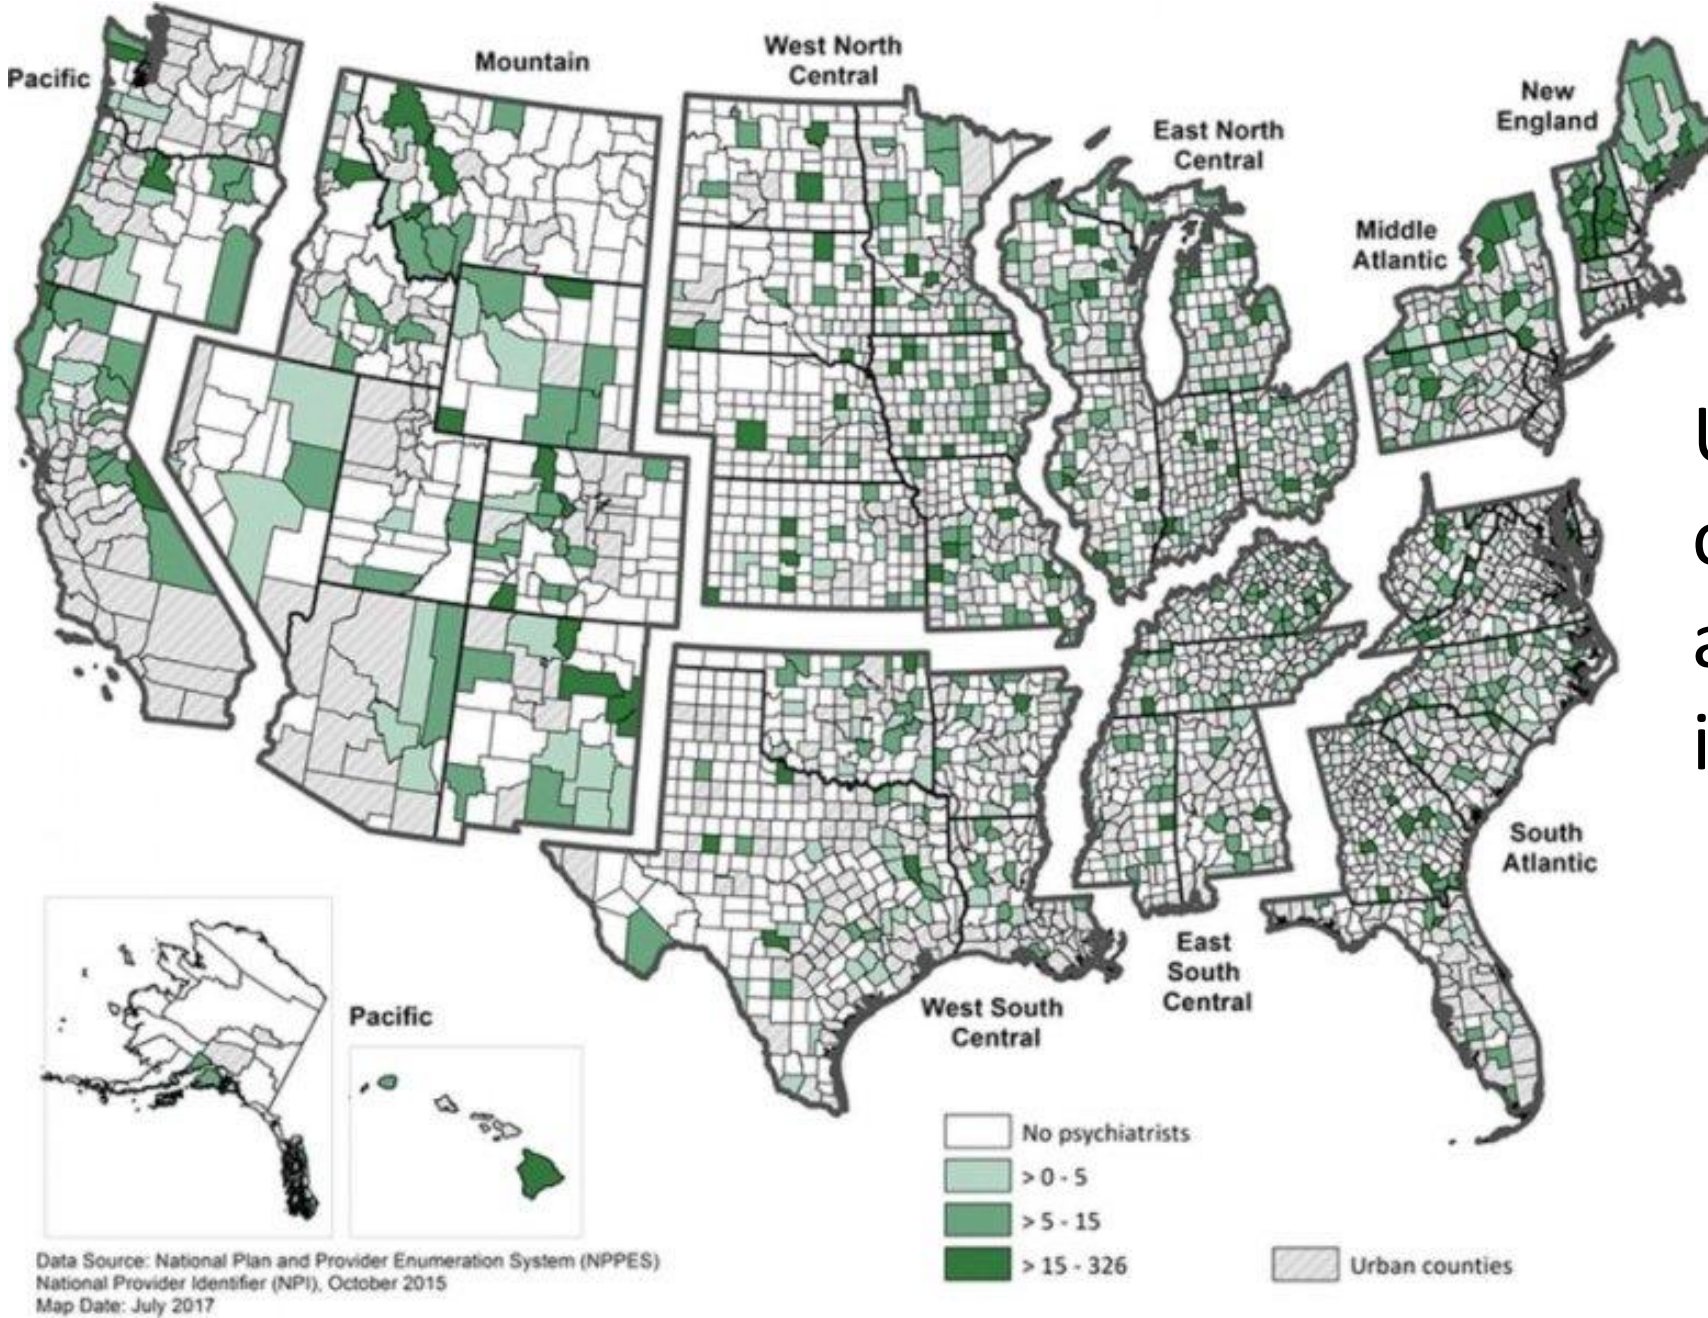 Pacific
Mountain
West North
Central
East North
Central
New
England
Middle
Atlantic
South
Atlantic
East
South
Central
West South
Central
Pacific
No psychiatrists
> 0 - 5
> 5 - 15
> 15 - 326
Urban counties
Data Source: National Plan and Provider Enumeration System (NPPES)
National Provider Identifier (NPI), October 2015
Map Date: July 2017